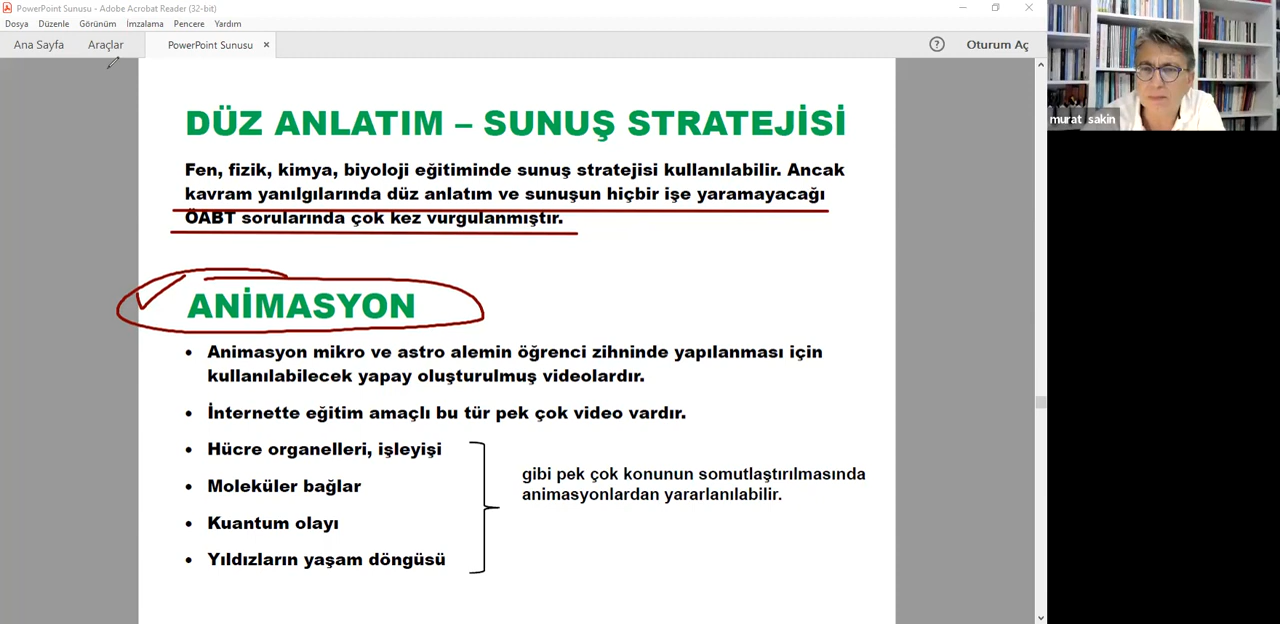 PowerPoint Sunusu - Adobe Acrobat Reader (32-bit)
Dosya Düzenle Görünüm İmzalama Pencere Yardım
Ana Sayfa Araçlar PowerPoint Sunusu × ? Oturum Aç
murat sakin
DÜZ ANLATIM – SUNUŞ STRATEJİSİ
Fen, fizik, kimya, biyoloji eğitiminde sunuş stratejisi kullanılabilir. Ancak
kavram yanılgılarında düz anlatım ve sunuşun hiçbir işe yaramayacağı
ÖABT sorularında çok kez vurgulanmıştır.
ANİMASYON
• Animasyon mikro ve astro alemin öğrenci zihninde yapılanması için
kullanılabilecek yapay oluşturulmuş videolardır.
• İnternette eğitim amaçlı bu tür pek çok video vardır.
• Hücre organelleri, işleyişi
• Moleküler bağlar
• Kuantum olayı
• Yıldızların yaşam döngüsü
gibi pek çok konunun somutlaştırılmasında
animasyonlardan yararlanılabilir.